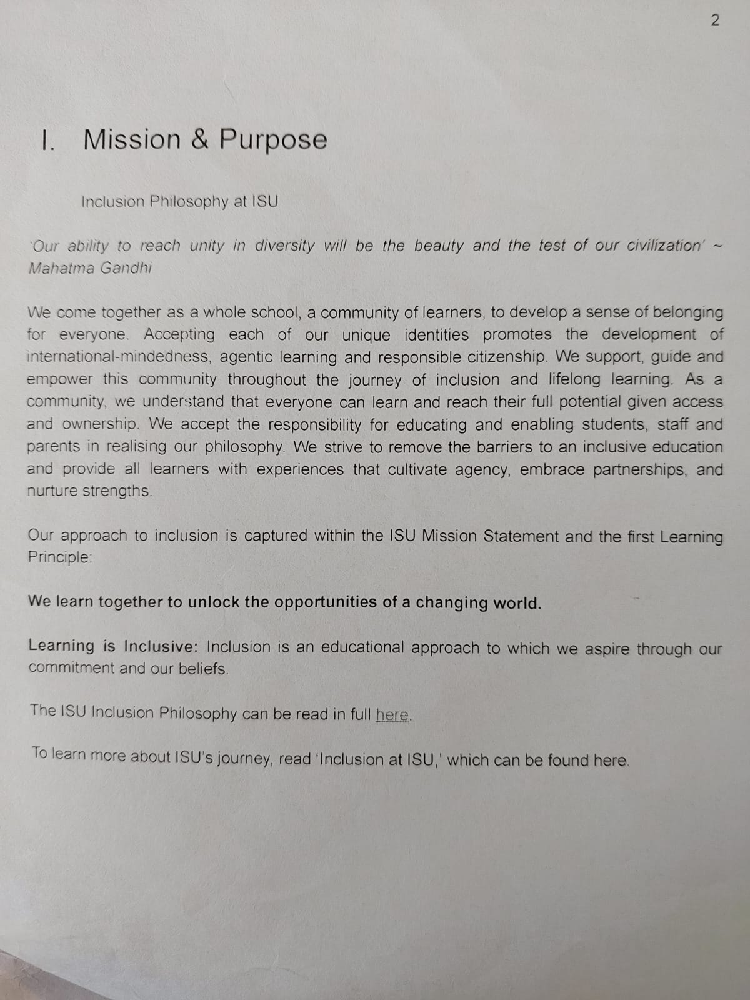 2
I. Mission & Purpose
Inclusion Philosophy at ISU
‘Our ability to reach unity in diversity will be the beauty and the test of our civilization’ ~
Mahatma Gandhi
We come together as a whole school, a community of learners, to develop a sense of belonging
for everyone. Accepting each of our unique identities promotes the development of
international-mindedness, agentic learning and responsible citizenship. We support, guide and
empower this community throughout the journey of inclusion and lifelong learning. As a
community, we understand that everyone can learn and reach their full potential given access
and ownership. We accept the responsibility for educating and enabling students, staff and
parents in realising our philosophy. We strive to remove the barriers to an inclusive education
and provide all learners with experiences that cultivate agency, embrace partnerships, and
nurture strengths.
Our approach to inclusion is captured within the ISU Mission Statement and the first Learning
Principle:
We learn together to unlock the opportunities of a changing world.
Learning is Inclusive: Inclusion is an educational approach to which we aspire through our
commitment and our beliefs.
The ISU Inclusion Philosophy can be read in full here.
To learn more about ISU's journey, read ‘Inclusion at ISU,’ which can be found here.